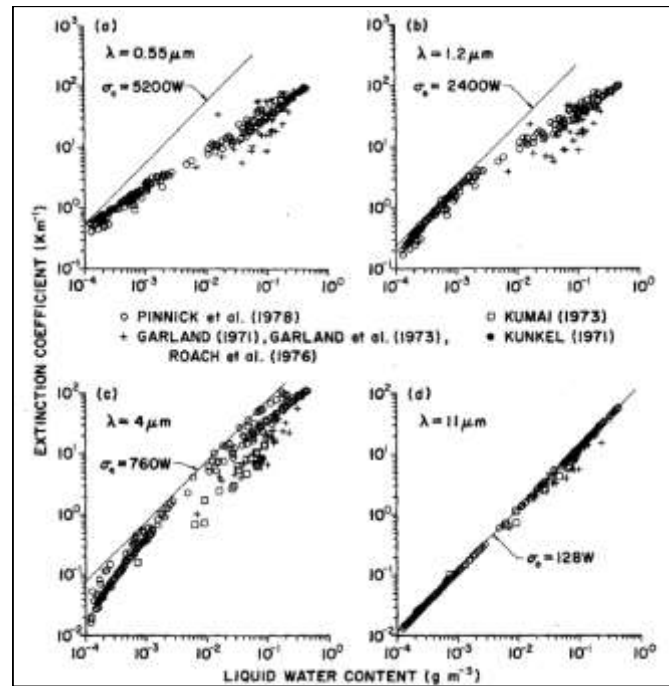 10³
(a)
λ = 0.55 μm
σₑ = 5200W
10²
10¹
10⁰
10⁻¹
10⁻⁴ 10⁻³ 10⁻² 10⁻¹ 10⁰
10³
(b)
λ = 1.2 μm
σₑ = 2400W
10²
10¹
10⁰
10⁻¹
10⁻⁴ 10⁻³ 10⁻² 10⁻¹ 10⁰
EXTINCTION COEFFICIENT (Km⁻¹)
○ PINNICK et al. (1978) □ KUMAI (1973)
+ GARLAND (1971), GARLAND et al. (1973), ● KUNKEL (1971)
ROACH et al. (1976)
10²
(c)
λ = 4 μm
σₑ = 760W
10¹
10⁰
10⁻¹
10⁻²
10⁻⁴ 10⁻³ 10⁻² 10⁻¹ 10⁰
10²
(d)
λ = 11 μm
10¹
10⁰
σₑ = 128W
10⁻¹
10⁻²
10⁻⁴ 10⁻³ 10⁻² 10⁻¹ 10⁰
LIQUID WATER CONTENT (g m⁻³)